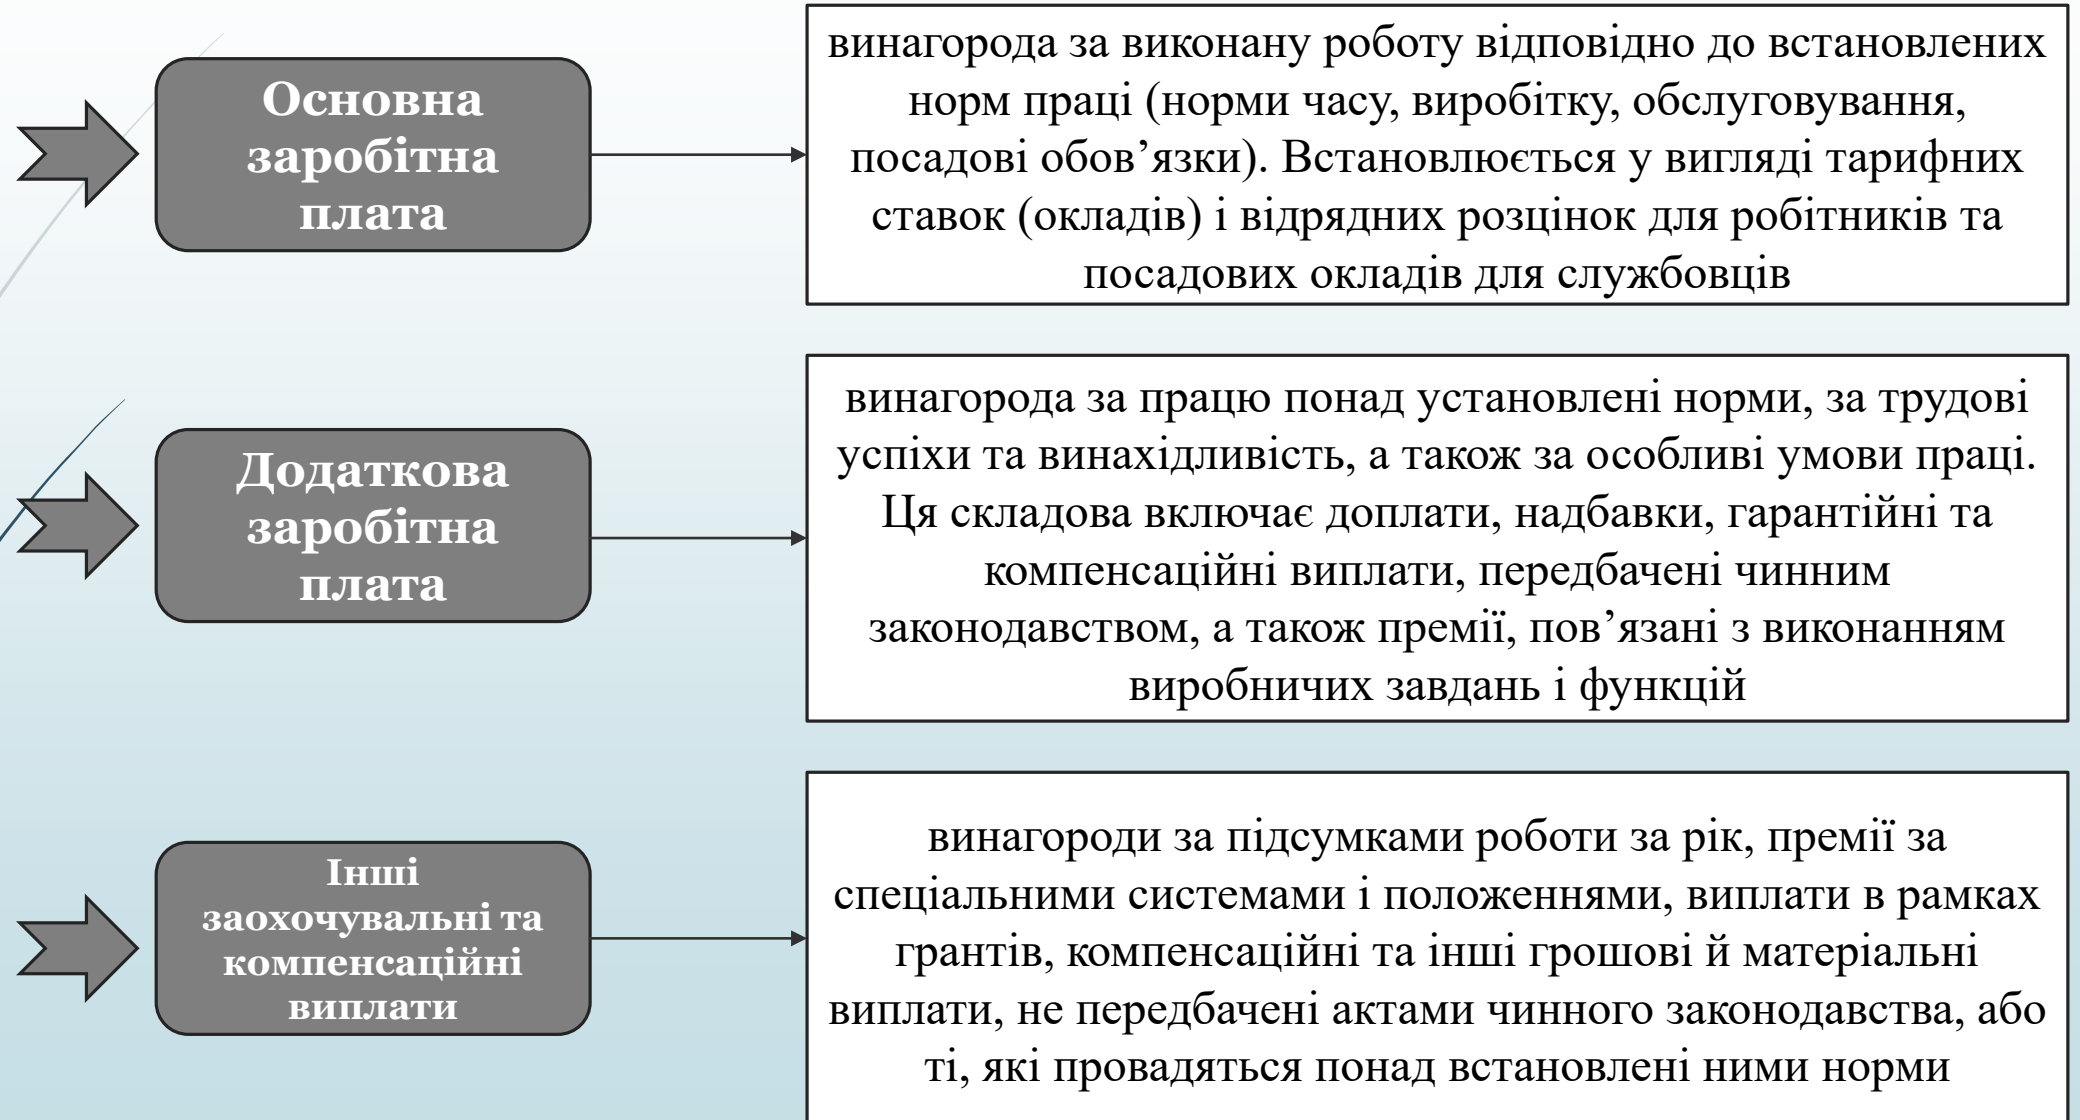 Основна
заробітна
плата
винагорода за виконану роботу відповідно до встановлених
норм праці (норми часу, виробітку, обслуговування,
посадові обов’язки). Встановлюється у вигляді тарифних
ставок (окладів) і відрядних розцінок для робітників та
посадових окладів для службовців
Додаткова
заробітна
плата
винагорода за працю понад установлені норми, за трудові
успіхи та винахідливість, а також за особливі умови праці.
Ця складова включає доплати, надбавки, гарантійні та
компенсаційні виплати, передбачені чинним
законодавством, а також премії, пов’язані з виконанням
виробничих завдань і функцій
Інші
заохочувальні та
компенсаційні
виплати
винагороди за підсумками роботи за рік, премії за
спеціальними системами і положеннями, виплати в рамках
грантів, компенсаційні та інші грошові й матеріальні
виплати, не передбачені актами чинного законодавства, або
ті, які провадяться понад встановлені ними норми